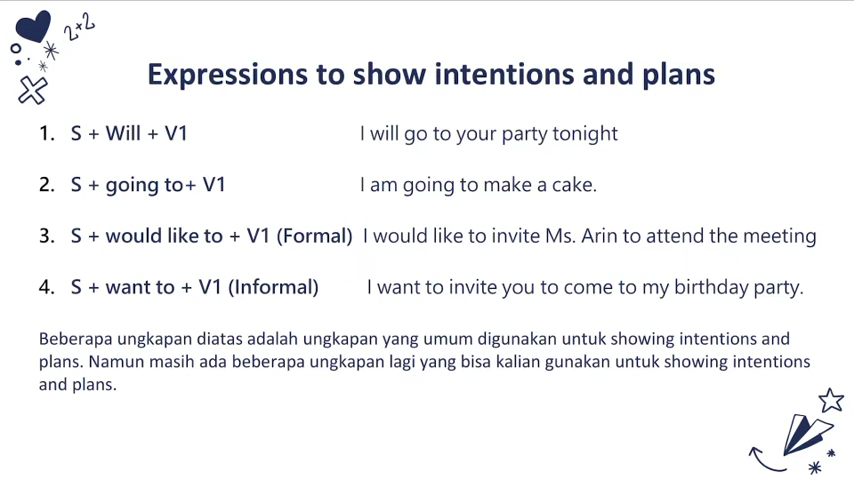 2+2
Expressions to show intentions and plans
1. S + Will + V1 I will go to your party tonight
2. S + going to+ V1 I am going to make a cake.
3. S + would like to + V1 (Formal) I would like to invite Ms. Arin to attend the meeting
4. S + want to + V1 (Informal) I want to invite you to come to my birthday party.
Beberapa ungkapan diatas adalah ungkapan yang umum digunakan untuk showing intentions and
plans. Namun masih ada beberapa ungkapan lagi yang bisa kalian gunakan untuk showing intentions
and plans.